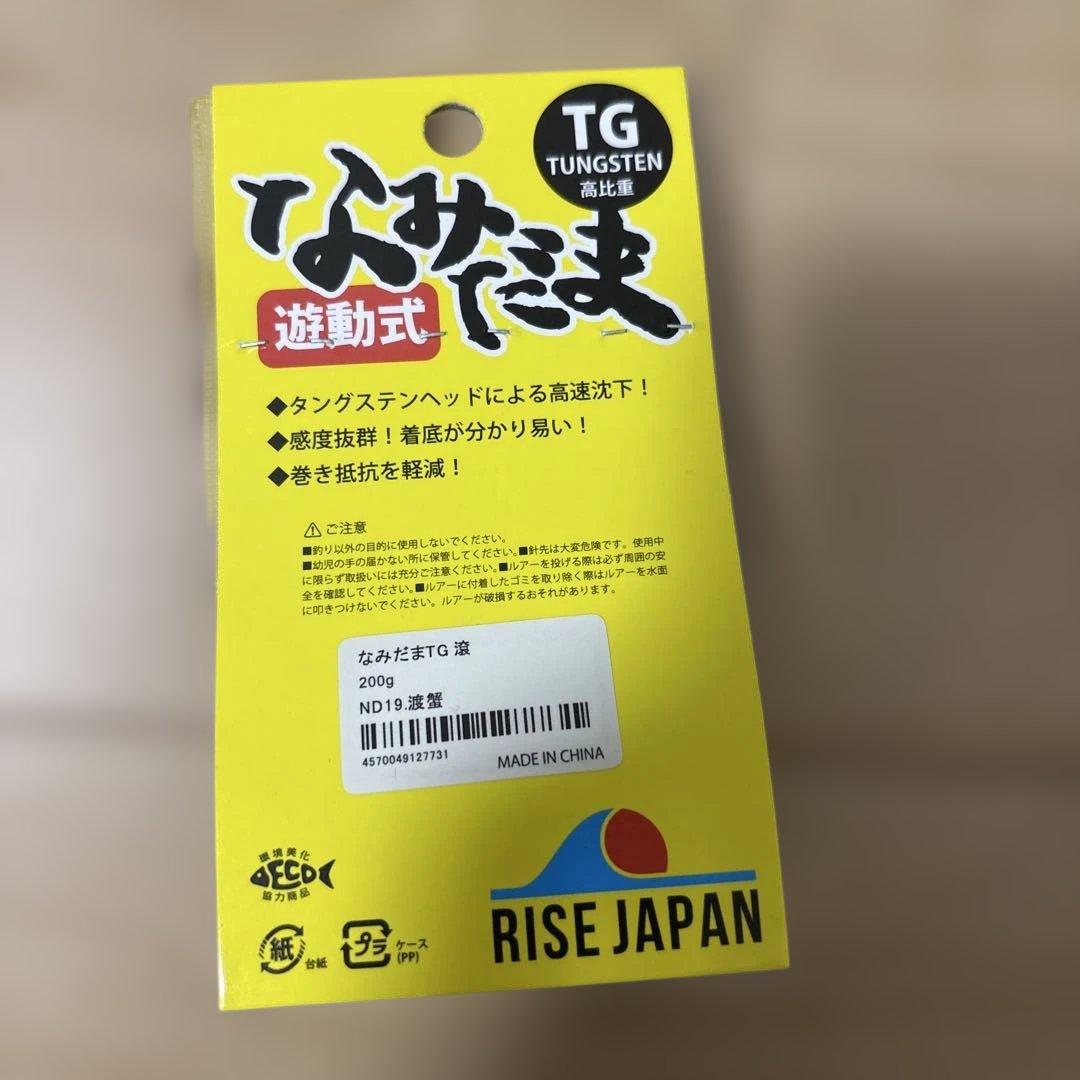 TG
TUNGSTEN
高比重
なみだま
遊動式
◆タングステンヘッドによる高速沈下！
◆感度抜群！着底が分かり易い！
◆巻き抵抗を軽減！
⚠ご注意
■釣り以外の目的に使用しないでください。
■幼児の手の届かない所に保管してください。■針先は大変危険です。使用中
に限らず取扱いには充分ご注意ください。■ルアーを投げる際は必ず周囲の安
全を確認してください。■ルアーに付着したゴミを取り除く際はルアーを水面
に叩きつけないでください。ルアーが破損するおそれがあります。
なみだまTG 滾
200g
ND19.渡蟹
4570049127731
MADE IN CHINA
環境美化
ECO
協力商品
紙
台紙
プラ
ケース
(PP)
RISE JAPAN